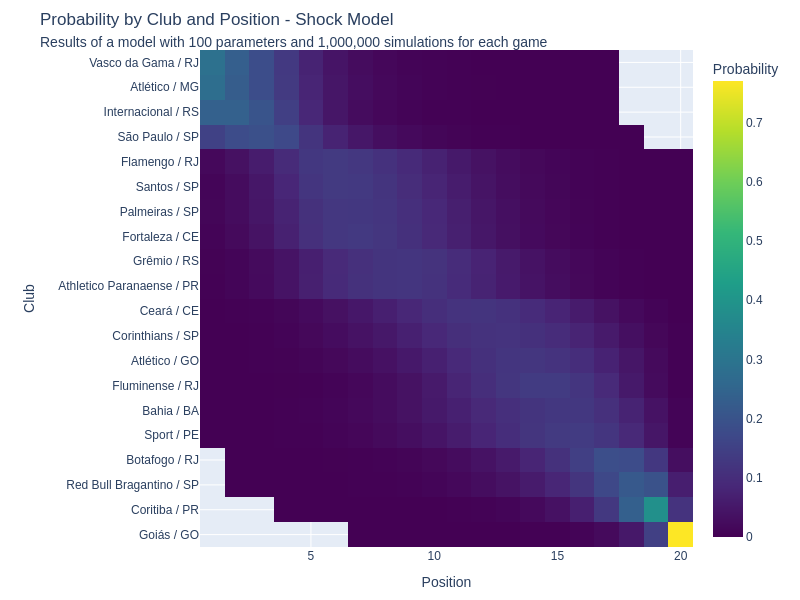 Probability by Club and Position - Shock Model
Results of a model with 100 parameters and 1,000,000 simulations for each game
Club
Vasco da Gama / RJ
Atlético / MG
Internacional / RS
São Paulo / SP
Flamengo / RJ
Santos / SP
Palmeiras / SP
Fortaleza / CE
Grêmio / RS
Athletico Paranaense / PR
Ceará / CE
Corinthians / SP
Atlético / GO
Fluminense / RJ
Bahia / BA
Sport / PE
Botafogo / RJ
Red Bull Bragantino / SP
Coritiba / PR
Goiás / GO
5 10 15 20
Position
Probability
0.7
0.6
0.5
0.4
0.3
0.2
0.1
0